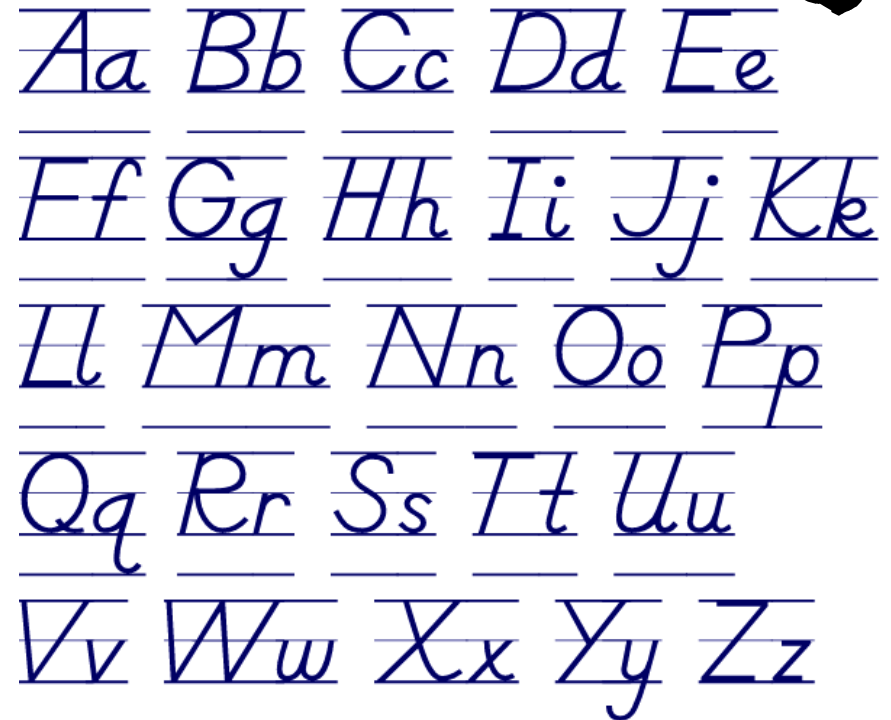 Aa Bb Cc Dd Ee
Ff Gg Hh Ii Jj Kk
Ll Mm Nn Oo Pp
Qq Rr Ss Tt Uu
Vv Ww Xx Yy Zz